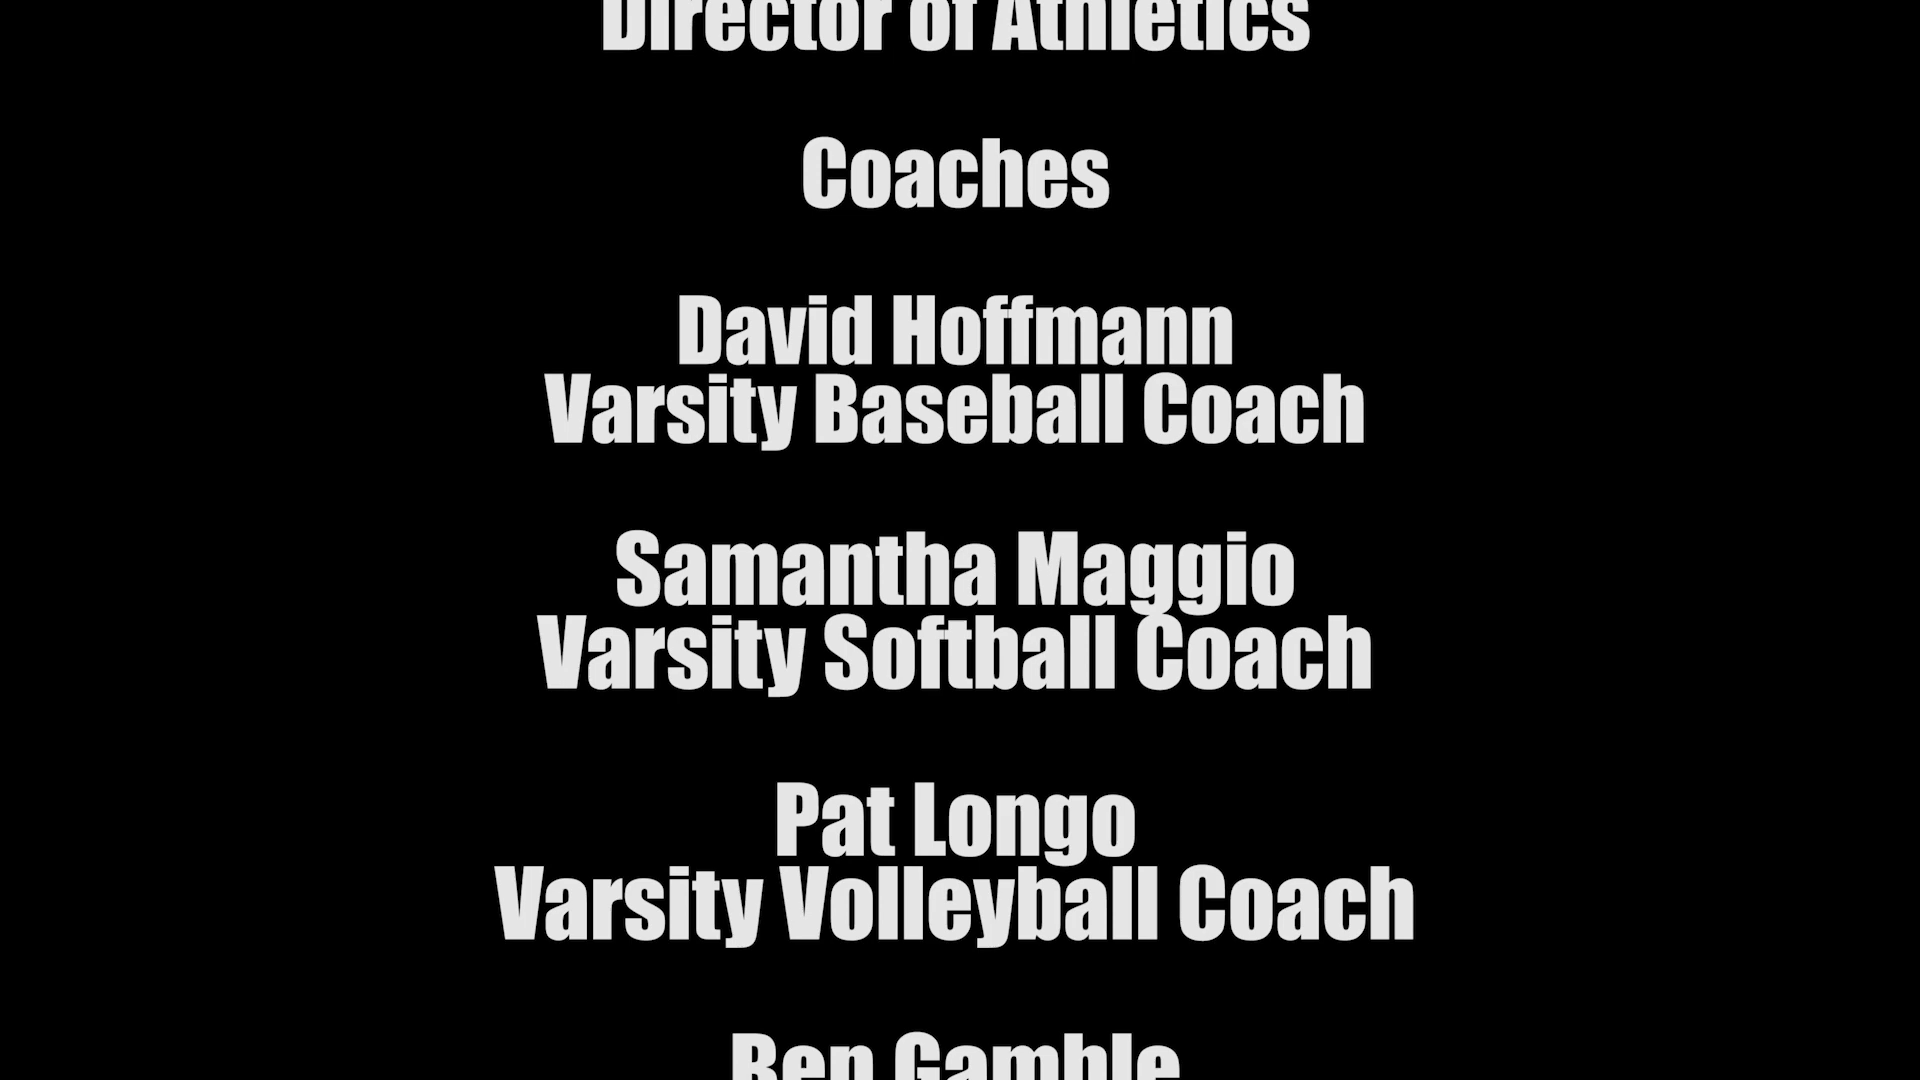 Director of Athletics
Coaches
David Hoffmann
Varsity Baseball Coach
Samantha Maggio
Varsity Softball Coach
Pat Longo
Varsity Volleyball Coach
Ben Gamble